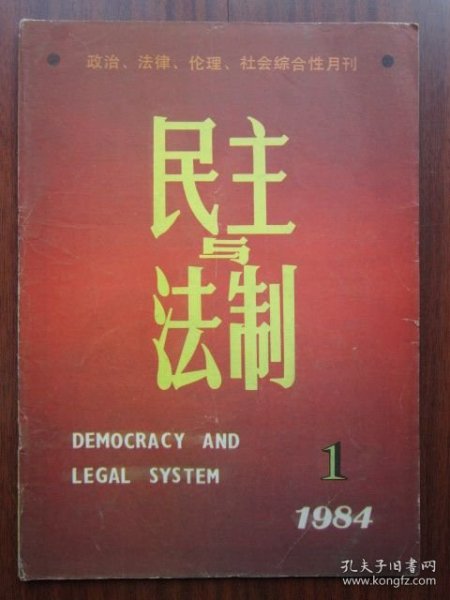 政治、法律、伦理、社会综合性月刊
民主
与
法制
DEMOCRACY AND
LEGAL SYSTEM
1
1984
孔夫子旧书网
www.kongfz.com